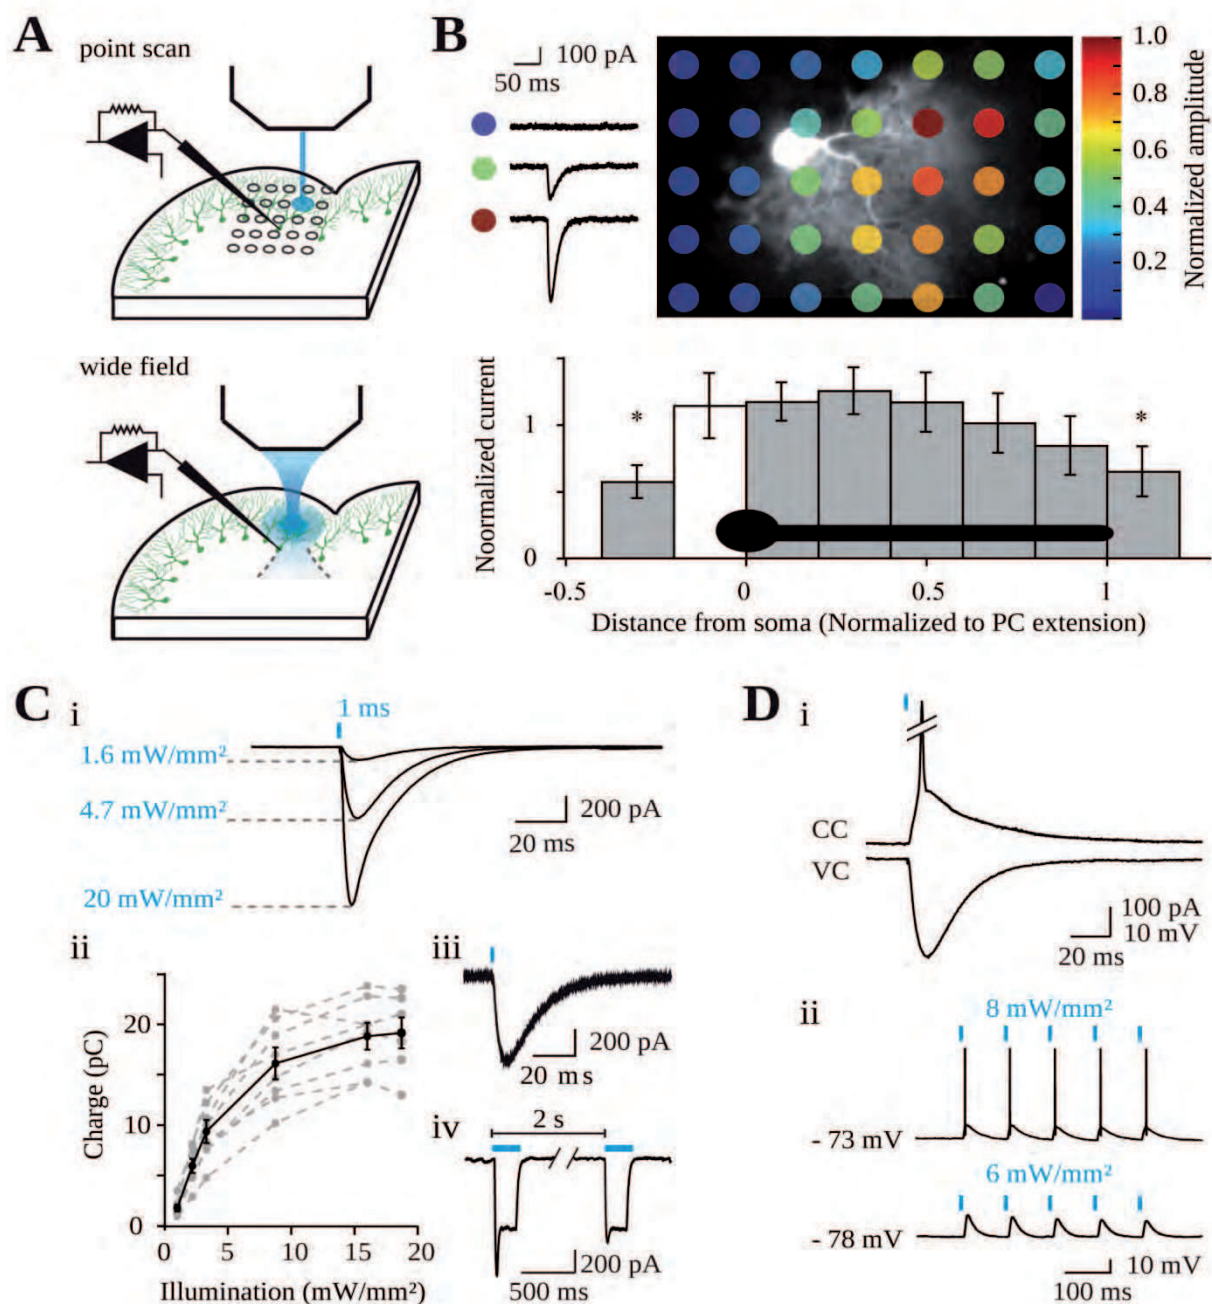 A
point scan
wide field
B
100 pA
50 ms
1.0
0.8
0.6
0.4
0.2
Normalized amplitude
Noormalized current
1
0
*
*
-0.5
0
0.5
1
Distance from soma (Normalized to PC extension)
C
i
1 ms
1.6 mW/mm²
4.7 mW/mm²
20 mW/mm²
200 pA
20 ms
ii
Charge (pC)
20
10
0
0
5
10
15
20
Illumination (mW/mm²)
iii
200 pA
20 ms
iv
2 s
200 pA
500 ms
D
i
CC
VC
100 pA
10 mV
20 ms
ii
8 mW/mm²
- 73 mV
6 mW/mm²
- 78 mV
10 mV
100 ms